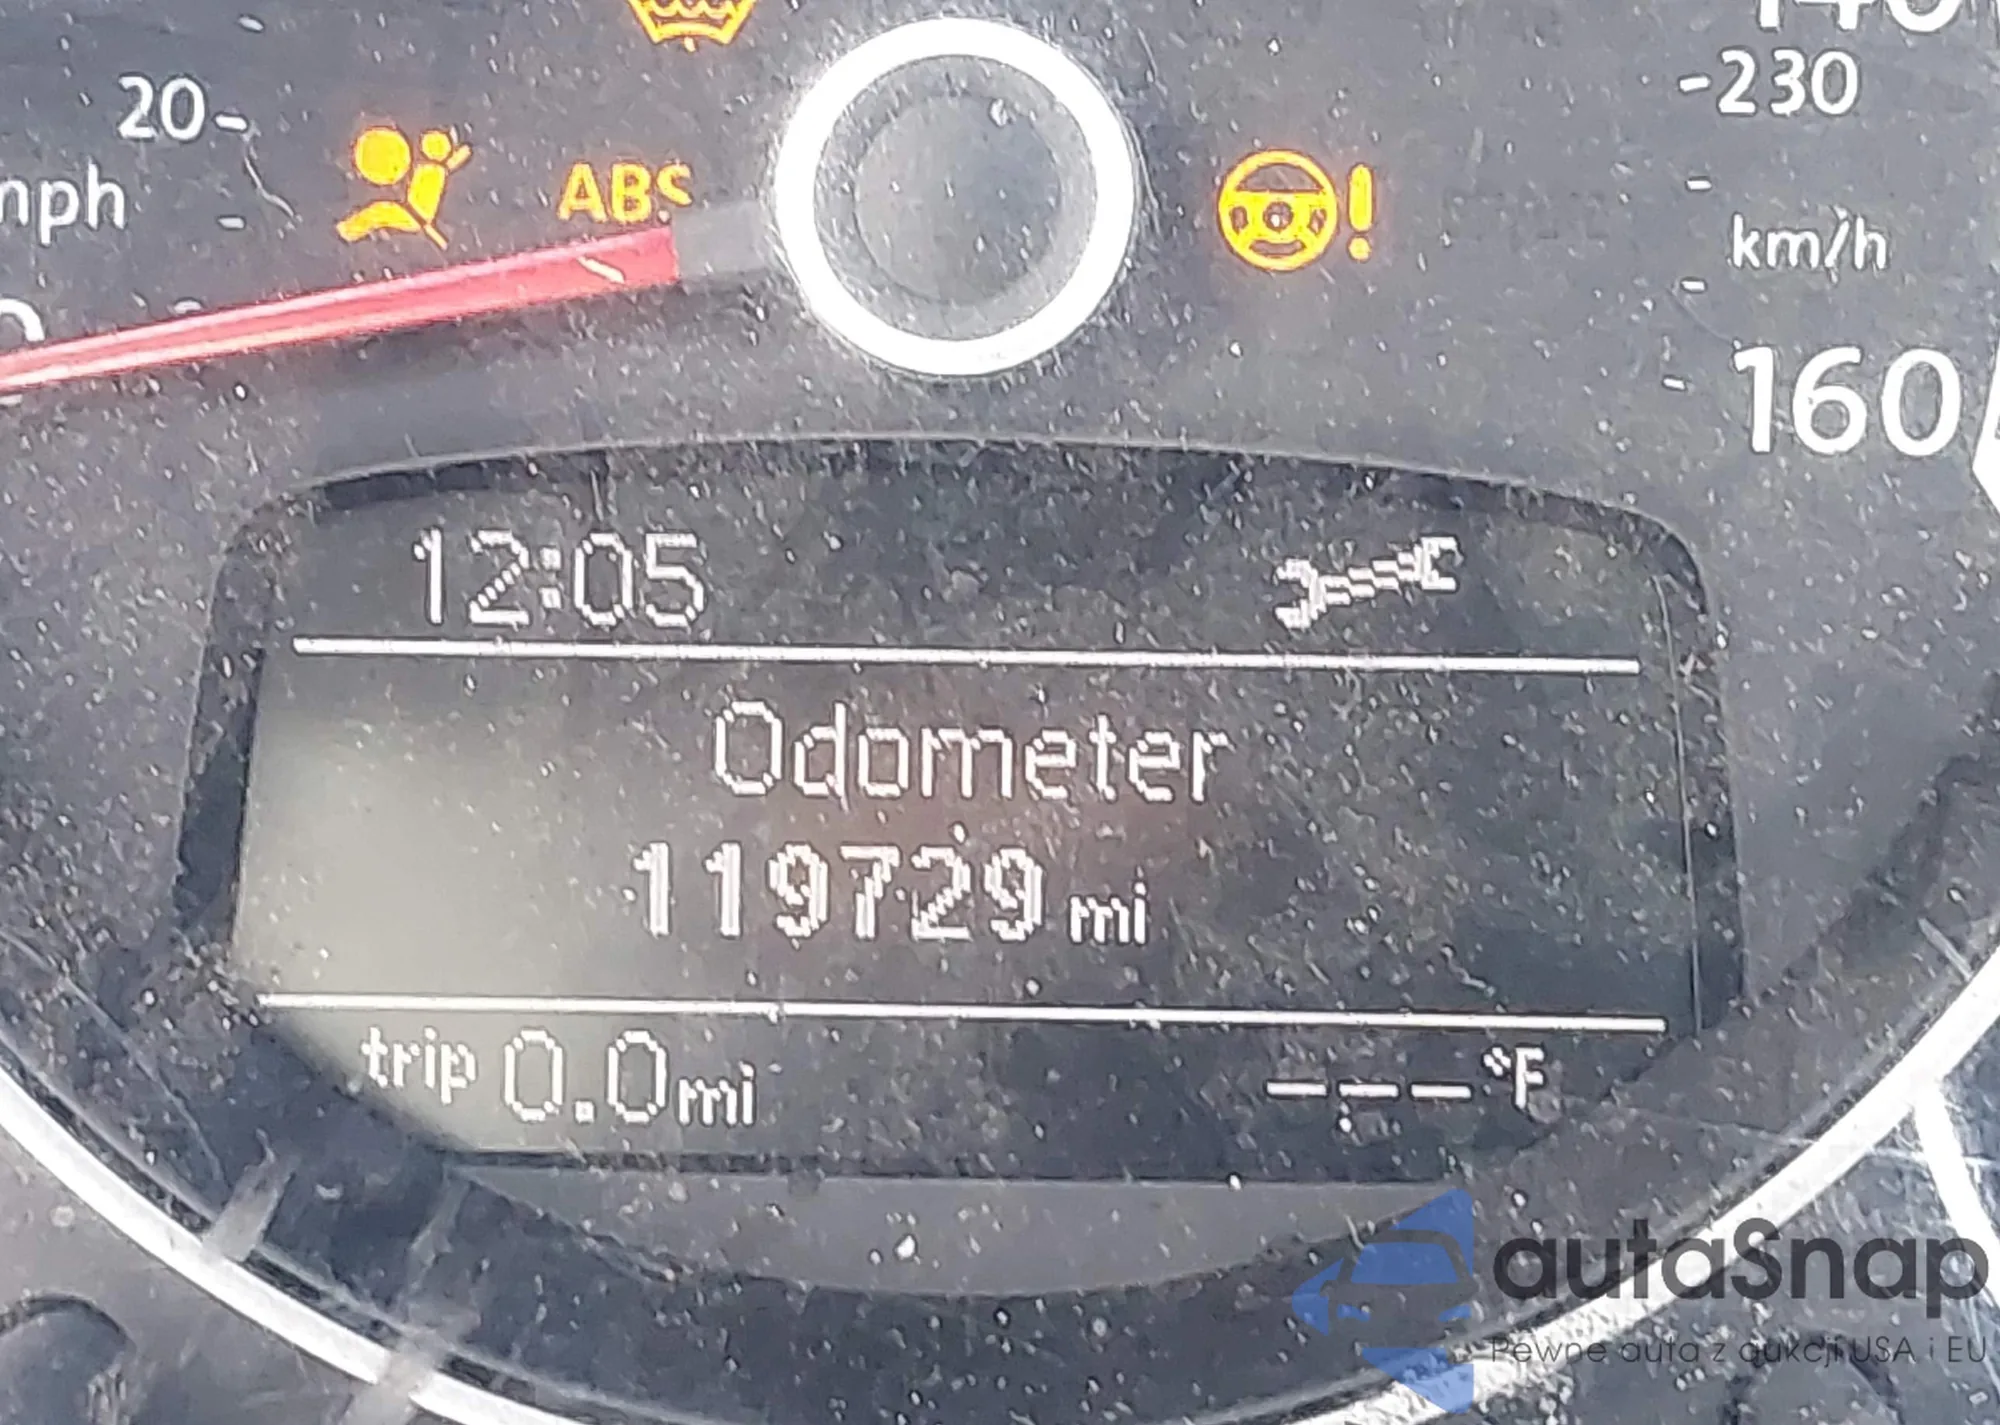 140
-230
20-
mph
ABS
km/h
160
12:05
Odometer
119729 mi
trip 0.0 mi
---°F
autaSnap
Pewne auta z aukcji USA i EU